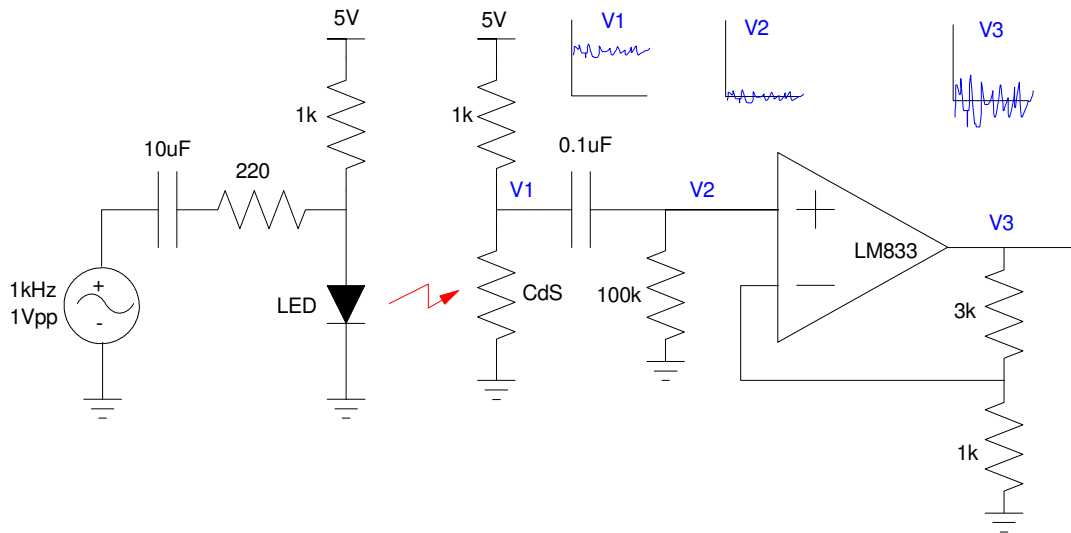 5V
5V
V1
V2
V3
1k
1k
10uF
220
0.1uF
V1
V2
+
LM833
V3
1kHz
1Vpp
+
-
LED
CdS
100k
−
3k
1k